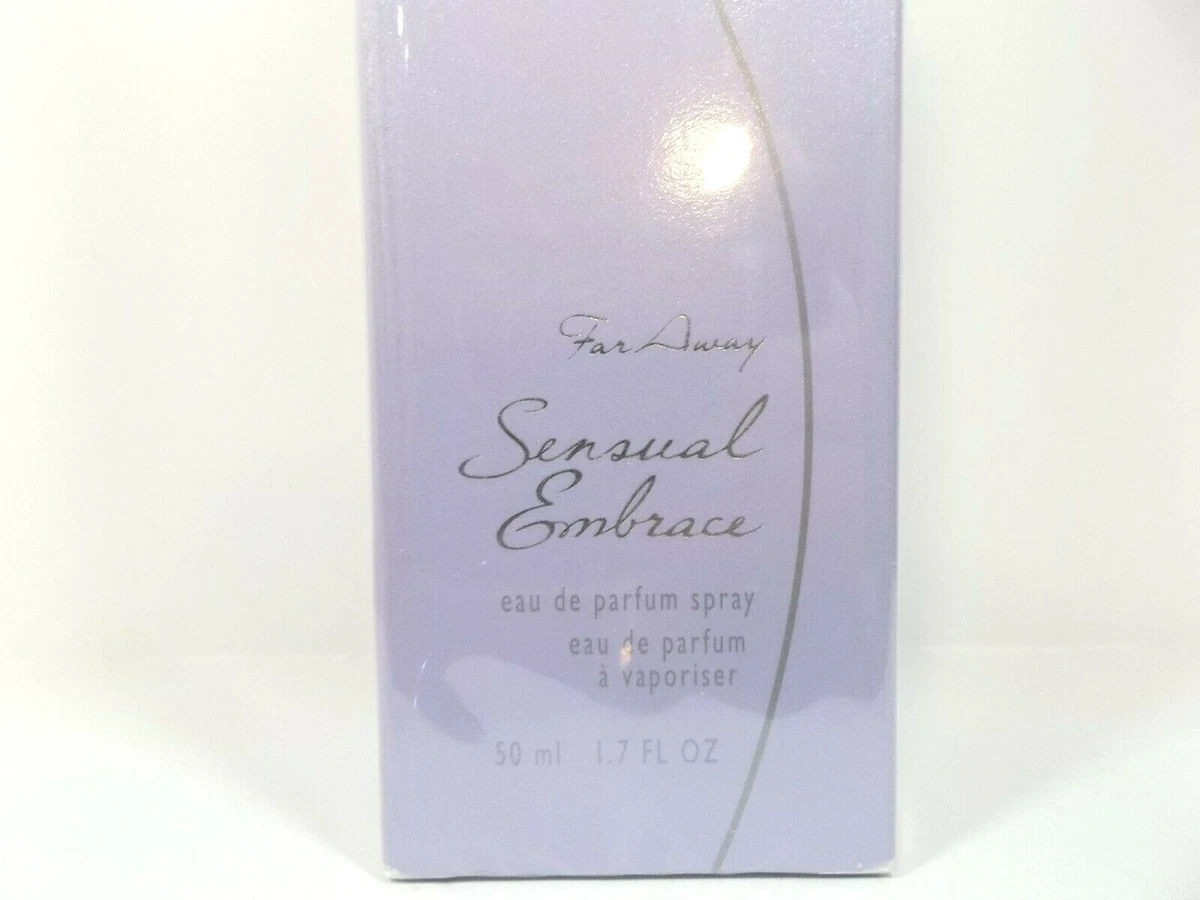 Far Away
Sensual
Embrace
eau de parfum spray
eau de parfum
à vaporiser
50 ml 1.7 FL OZ